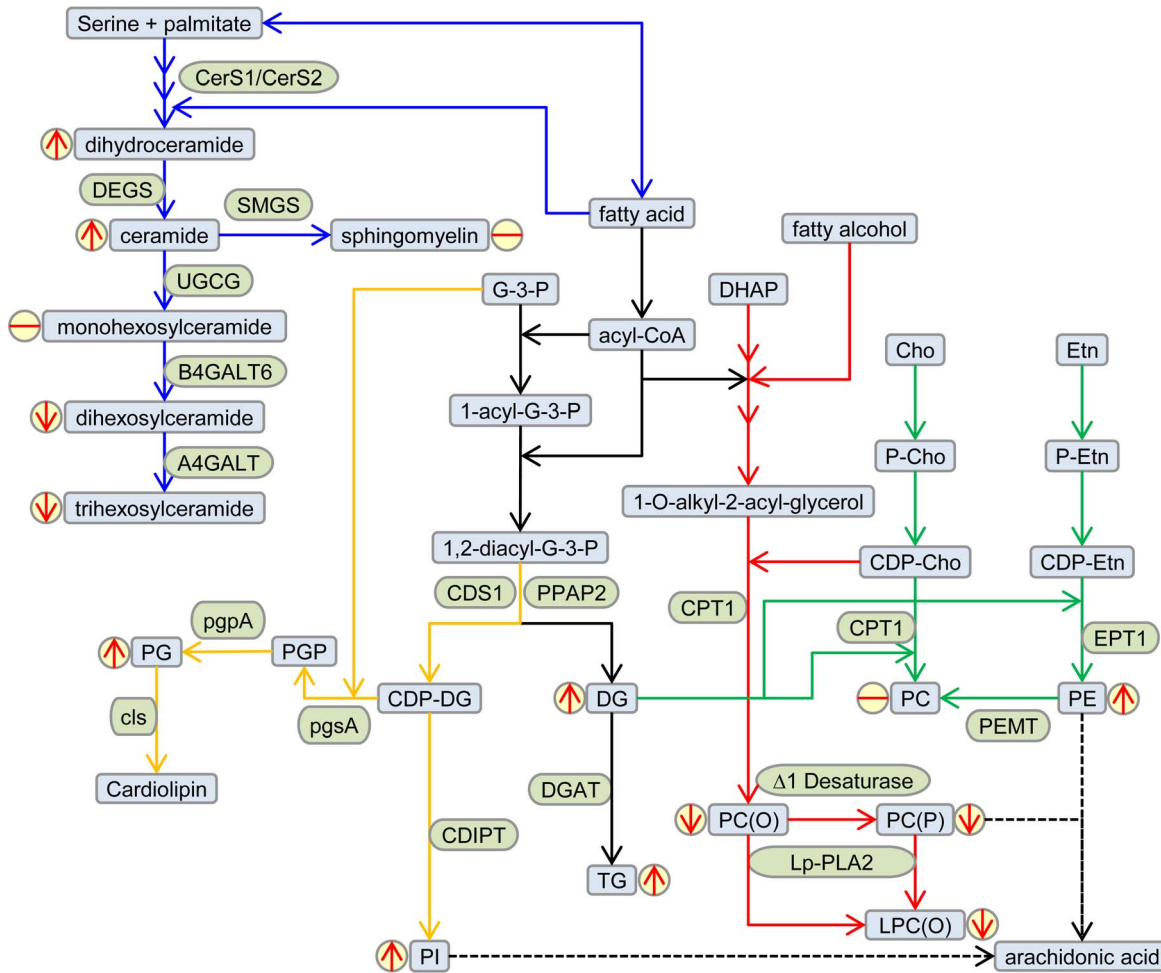 Serine + palmitate
CerS1/CerS2
dihydroceramide
DEGS
SMGS
ceramide
sphingomyelin
fatty acid
fatty alcohol
UGCG
G-3-P
DHAP
monohexosylceramide
acyl-CoA
Cho
Etn
B4GALT6
dihexosylceramide
1-acyl-G-3-P
A4GALT
P-Cho
P-Etn
trihexosylceramide
1-O-alkyl-2-acyl-glycerol
1,2-diacyl-G-3-P
CDP-Cho
CDP-Etn
CDS1
PPAP2
CPT1
pgpA
CPT1
EPT1
PG
PGP
CDP-DG
DG
PC
PE
cls
pgsA
PEMT
Cardiolipin
DGAT
Δ1 Desaturase
PC(O)
PC(P)
CDIPT
Lp-PLA2
TG
LPC(O)
PI
arachidonic acid